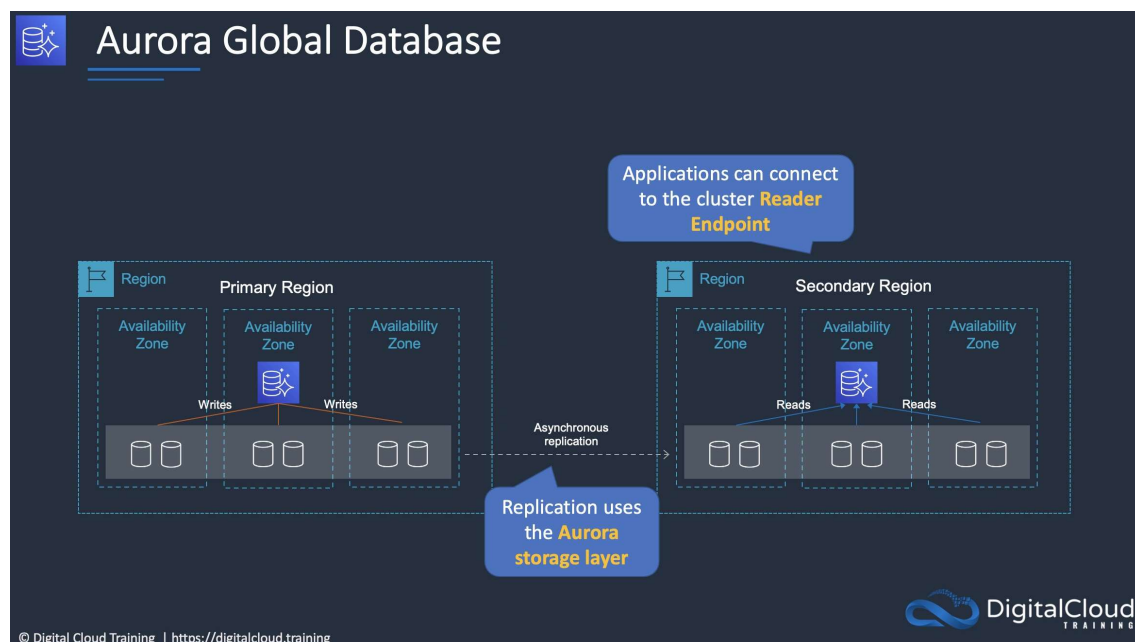 Aurora Global Database
Applications can connect
to the cluster Reader
Endpoint
Region
Primary Region
Availability
Zone
Availability
Zone
Availability
Zone
Writes
Writes
Asynchronous
replication
Replication uses
the Aurora
storage layer
Region
Secondary Region
Availability
Zone
Availability
Zone
Availability
Zone
Reads
Reads
DigitalCloud
TRAINING
© Digital Cloud Training | https://digitalcloud.training